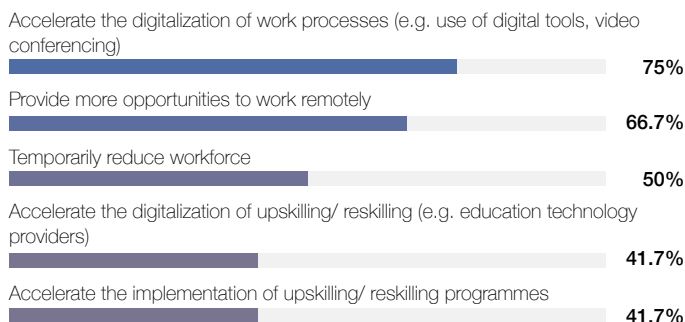 Accelerate the digitalization of work processes (e.g. use of digital tools, video
conferencing)
75%
Provide more opportunities to work remotely
66.7%
Temporarily reduce workforce
50%
Accelerate the digitalization of upskilling/ reskilling (e.g. education technology
providers)
41.7%
Accelerate the implementation of upskilling/ reskilling programmes
41.7%